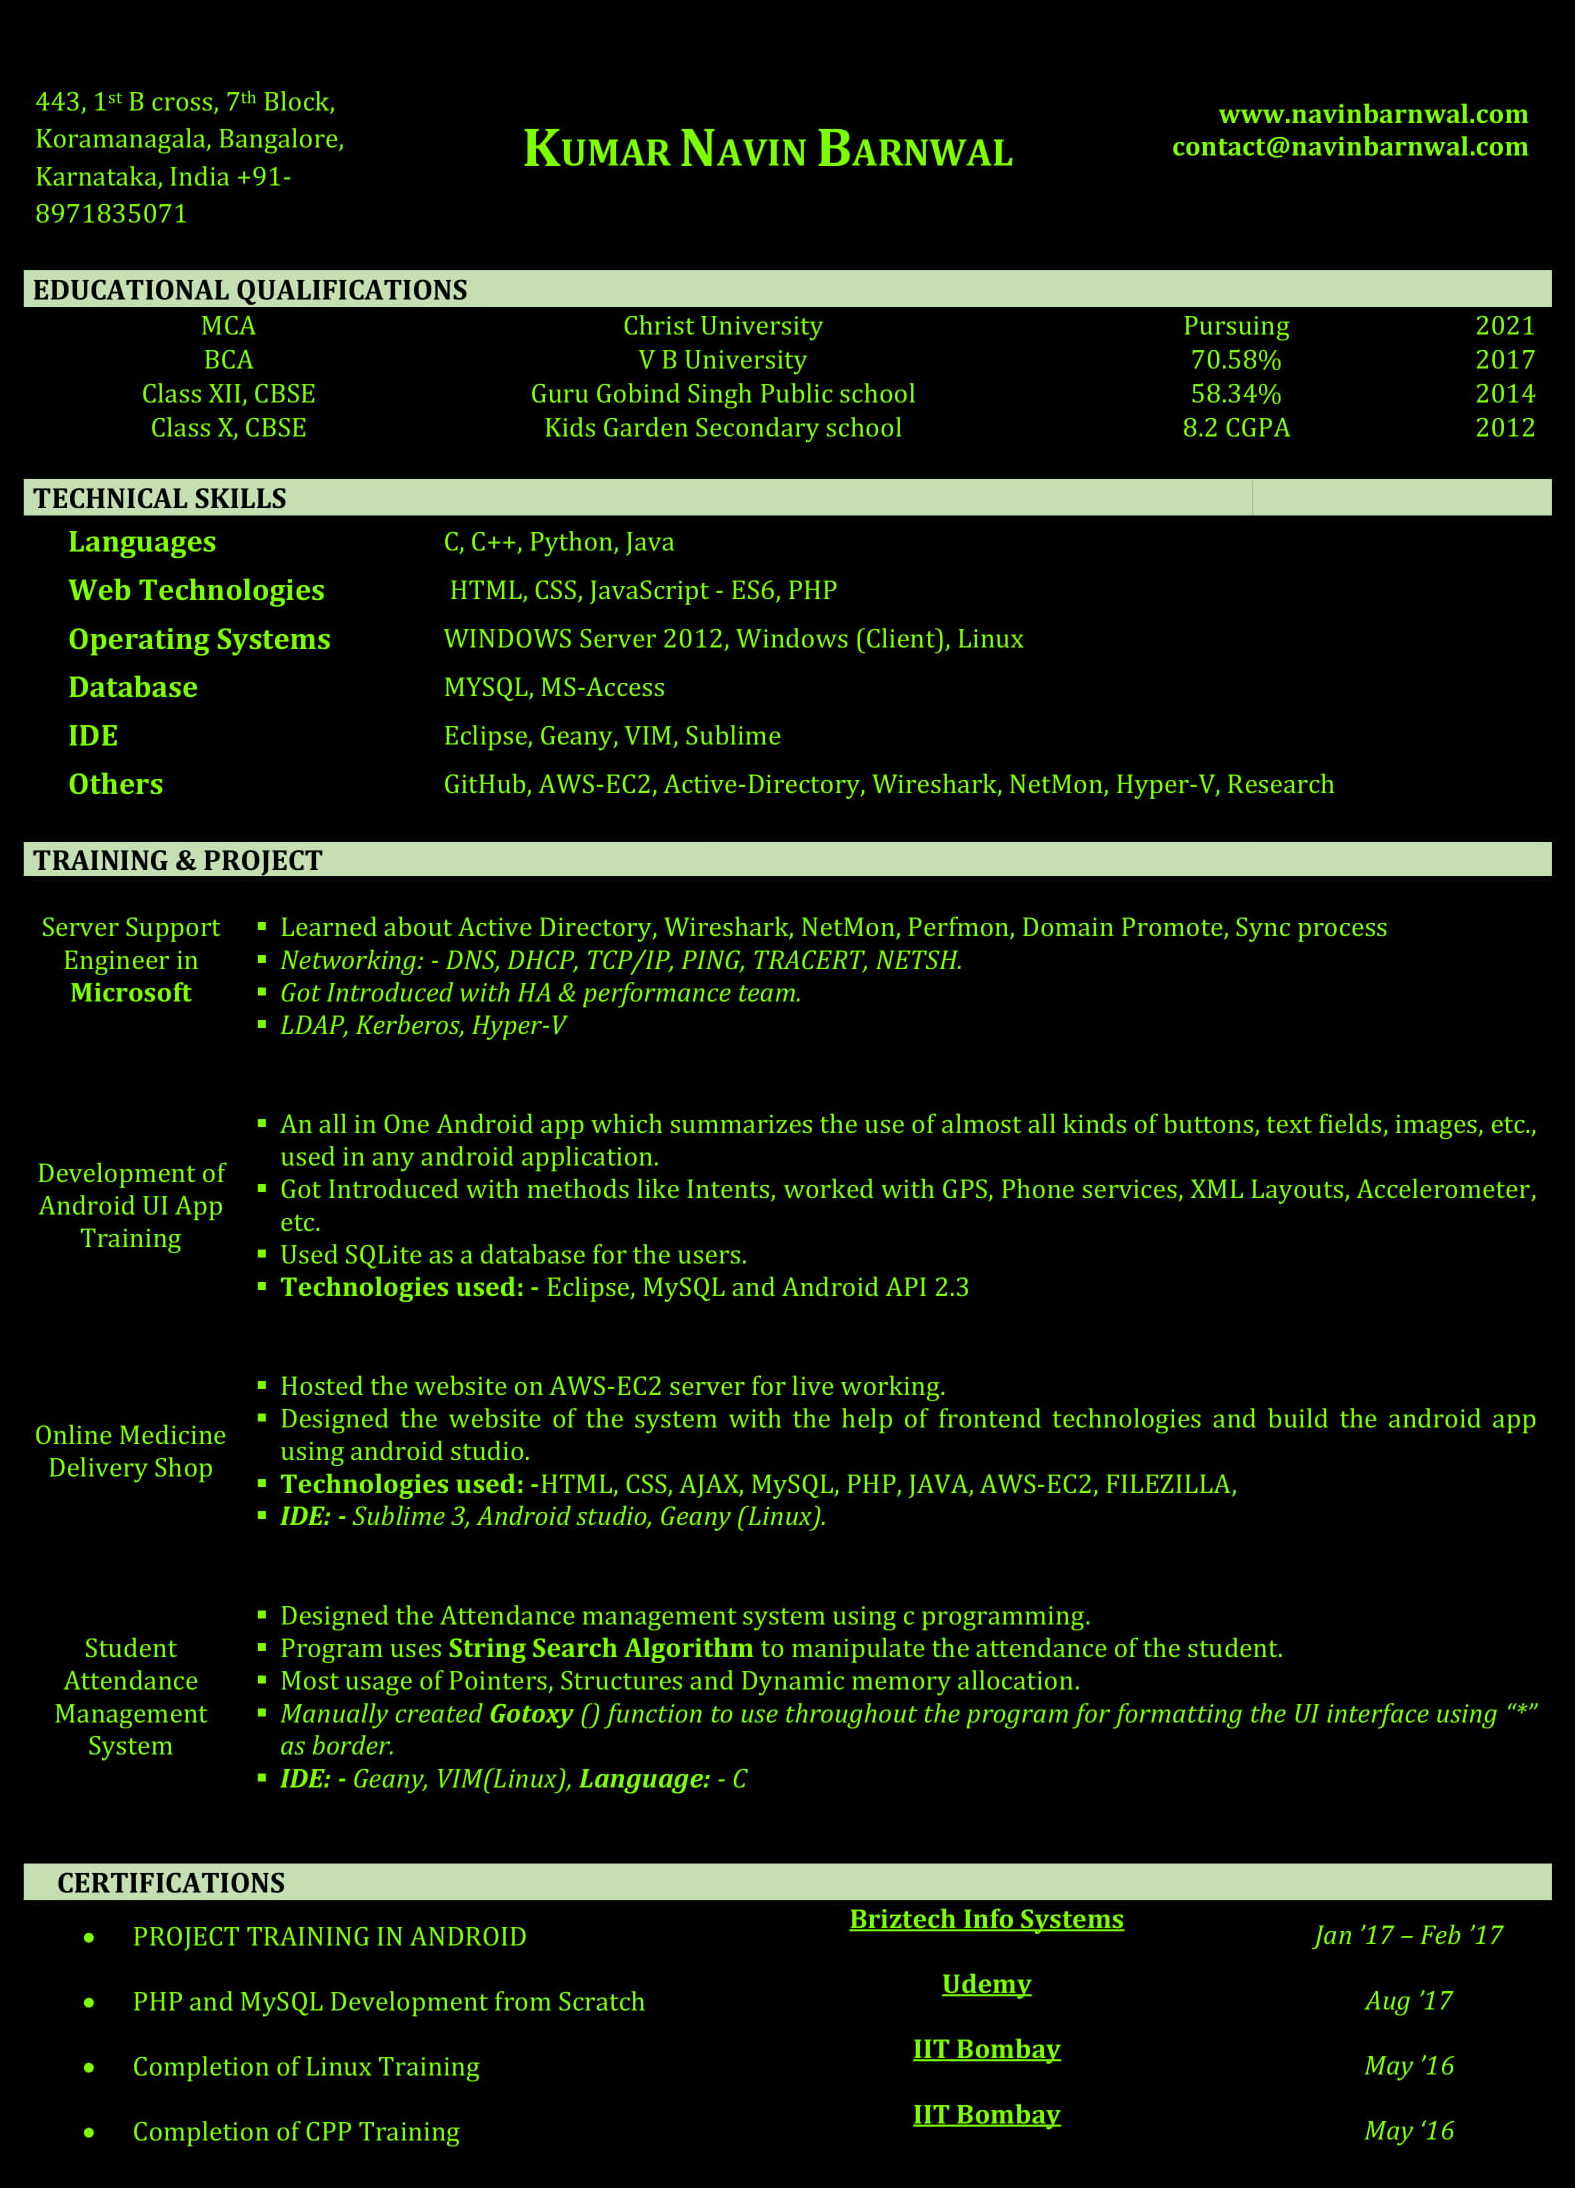 443, 1st B cross, 7th Block,
Koramanagala, Bangalore,
Karnataka, India +91-
8971835071
KUMAR NAVIN BARNWAL
www.navinbarnwal.com
contact@navinbarnwal.com
EDUCATIONAL QUALIFICATIONS
MCA Christ University Pursuing 2021
BCA V B University 70.58% 2017
Class XII, CBSE Guru Gobind Singh Public school 58.34% 2014
Class X, CBSE Kids Garden Secondary school 8.2 CGPA 2012
TECHNICAL SKILLS
Languages C, C++, Python, Java
Web Technologies HTML, CSS, JavaScript - ES6, PHP
Operating Systems WINDOWS Server 2012, Windows (Client), Linux
Database MYSQL, MS-Access
IDE Eclipse, Geany, VIM, Sublime
Others GitHub, AWS-EC2, Active-Directory, Wireshark, NetMon, Hyper-V, Research
TRAINING & PROJECT
Server Support
Engineer in
Microsoft
▪ Learned about Active Directory, Wireshark, NetMon, Perfmon, Domain Promote, Sync process
▪ Networking: - DNS, DHCP, TCP/IP, PING, TRACERT, NETSH.
▪ Got Introduced with HA & performance team.
▪ LDAP, Kerberos, Hyper-V
Development of
Android UI App
Training
▪ An all in One Android app which summarizes the use of almost all kinds of buttons, text fields, images, etc.,
used in any android application.
▪ Got Introduced with methods like Intents, worked with GPS, Phone services, XML Layouts, Accelerometer,
etc.
▪ Used SQLite as a database for the users.
▪ Technologies used: - Eclipse, MySQL and Android API 2.3
Online Medicine
Delivery Shop
▪ Hosted the website on AWS-EC2 server for live working.
▪ Designed the website of the system with the help of frontend technologies and build the android app
using android studio.
▪ Technologies used: -HTML, CSS, AJAX, MySQL, PHP, JAVA, AWS-EC2, FILEZILLA,
▪ IDE: - Sublime 3, Android studio, Geany (Linux).
Student
Attendance
Management
System
▪ Designed the Attendance management system using c programming.
▪ Program uses String Search Algorithm to manipulate the attendance of the student.
▪ Most usage of Pointers, Structures and Dynamic memory allocation.
▪ Manually created Gotoxy () function to use throughout the program for formatting the UI interface using “*”
as border.
▪ IDE: - Geany, VIM(Linux), Language: - C
CERTIFICATIONS
• PROJECT TRAINING IN ANDROID Briztech Info Systems Jan ’17 – Feb ’17
• PHP and MySQL Development from Scratch Udemy Aug ’17
• Completion of Linux Training IIT Bombay May ’16
• Completion of CPP Training IIT Bombay May ‘16